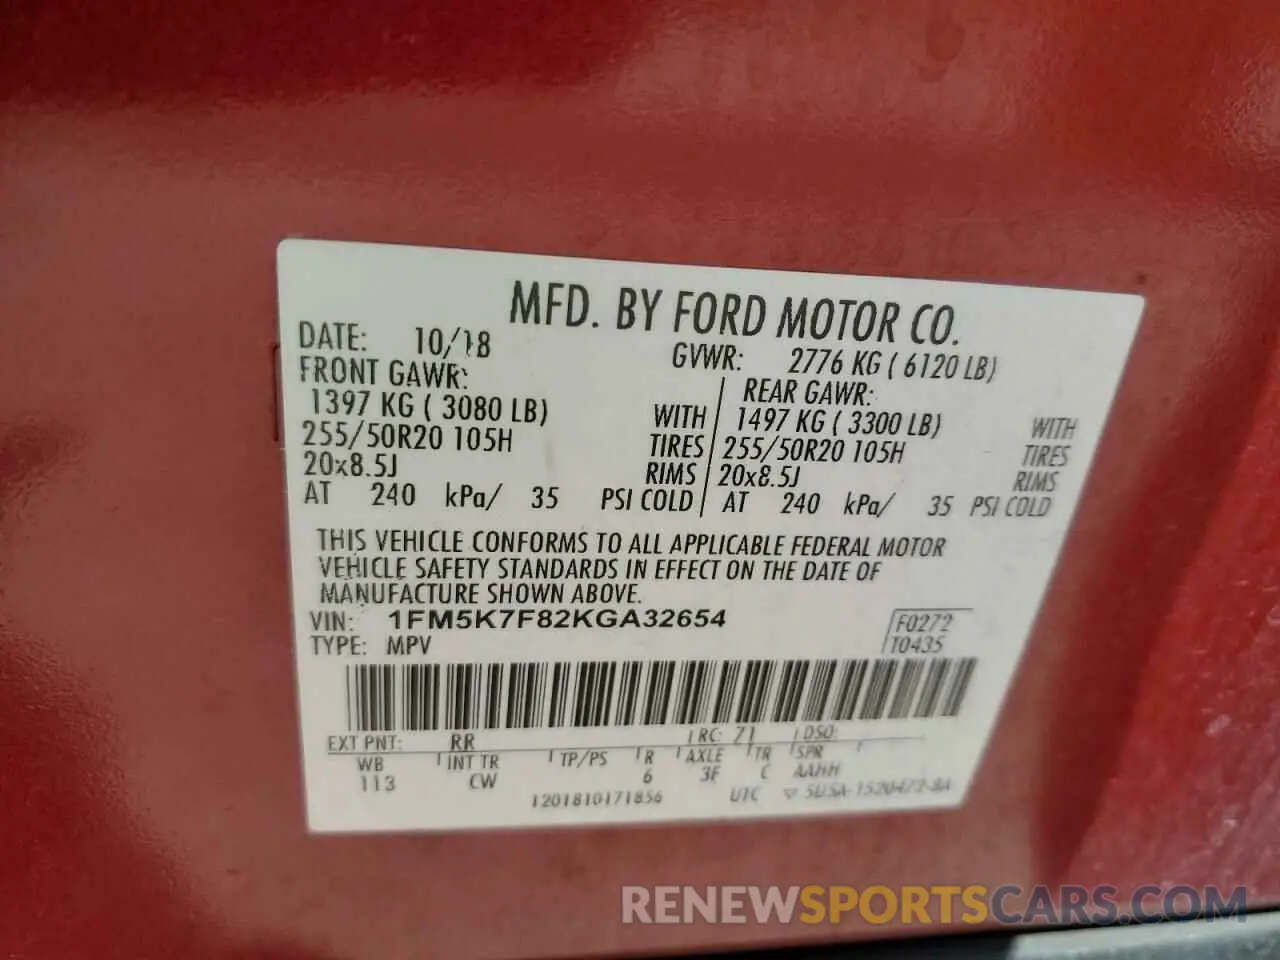 MFD. BY FORD MOTOR CO.
DATE: 10/18 GVWR: 2776 KG ( 6120 LB)
FRONT GAWR: REAR GAWR:
1397 KG ( 3080 LB) WITH 1497 KG ( 3300 LB) WITH
255/50R20 105H TIRES 255/50R20 105H TIRES
20x8.5J RIMS 20x8.5J RIMS
AT 240 kPa/ 35 PSI COLD AT 240 kPa/ 35 PSI COLD
THIS VEHICLE CONFORMS TO ALL APPLICABLE FEDERAL MOTOR
VEHICLE SAFETY STANDARDS IN EFFECT ON THE DATE OF
MANUFACTURE SHOWN ABOVE.
VIN: 1FM5K7F82KGA32654 F0272
TYPE: MPV T0435
EXT PNT: RR RC: 71 DSO:
WB INT TR TP/PS R AXLE TR SPR
113 CW 6 3F C AAHH
1201810171856 UTC
RENEWSPORTSCARS.COM